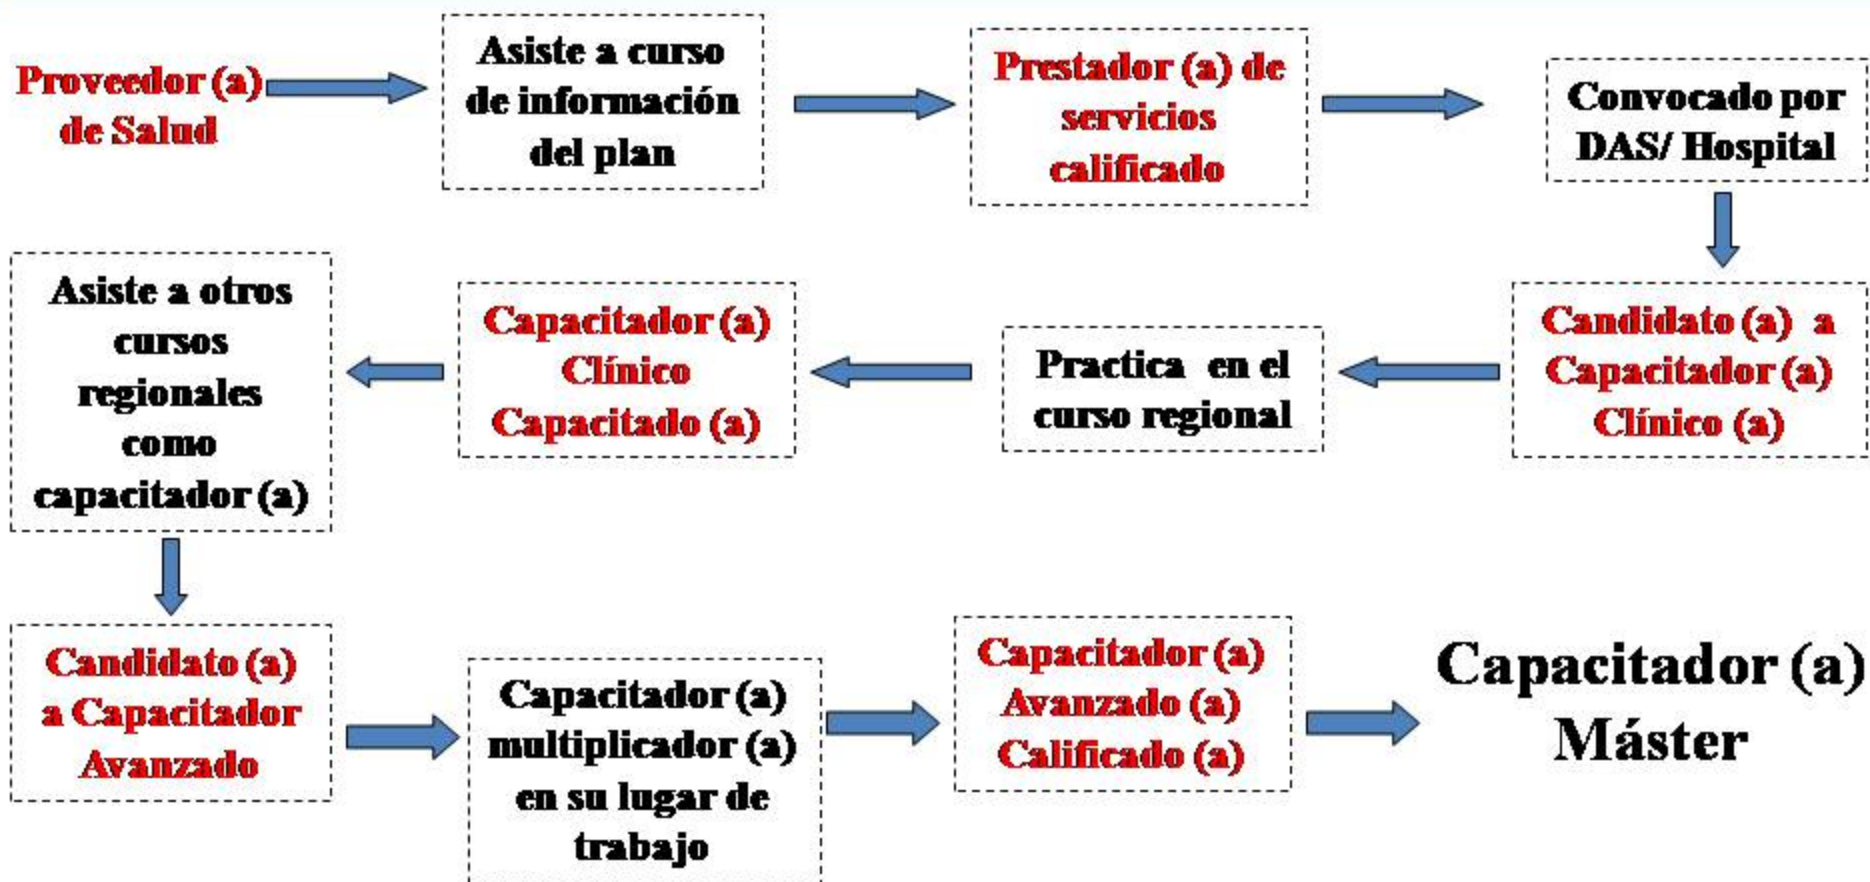 Proveedor (a)
de Salud
Asiste a curso
de información
del plan
Prestador (a) de
servicios
calificado
Convocado por
DAS/ Hospital
Candidato (a) a
Capacitador (a)
Clínico (a)
Practica en el
curso regional
Capacitador (a)
Clínico
Capacitado (a)
Asiste a otros
cursos
regionales
como
capacitador (a)
Candidato (a)
a Capacitador
Avanzado
Capacitador (a)
multiplicador (a)
en su lugar de
trabajo
Capacitador (a)
Avanzado (a)
Calificado (a)
Capacitador (a)
Máster